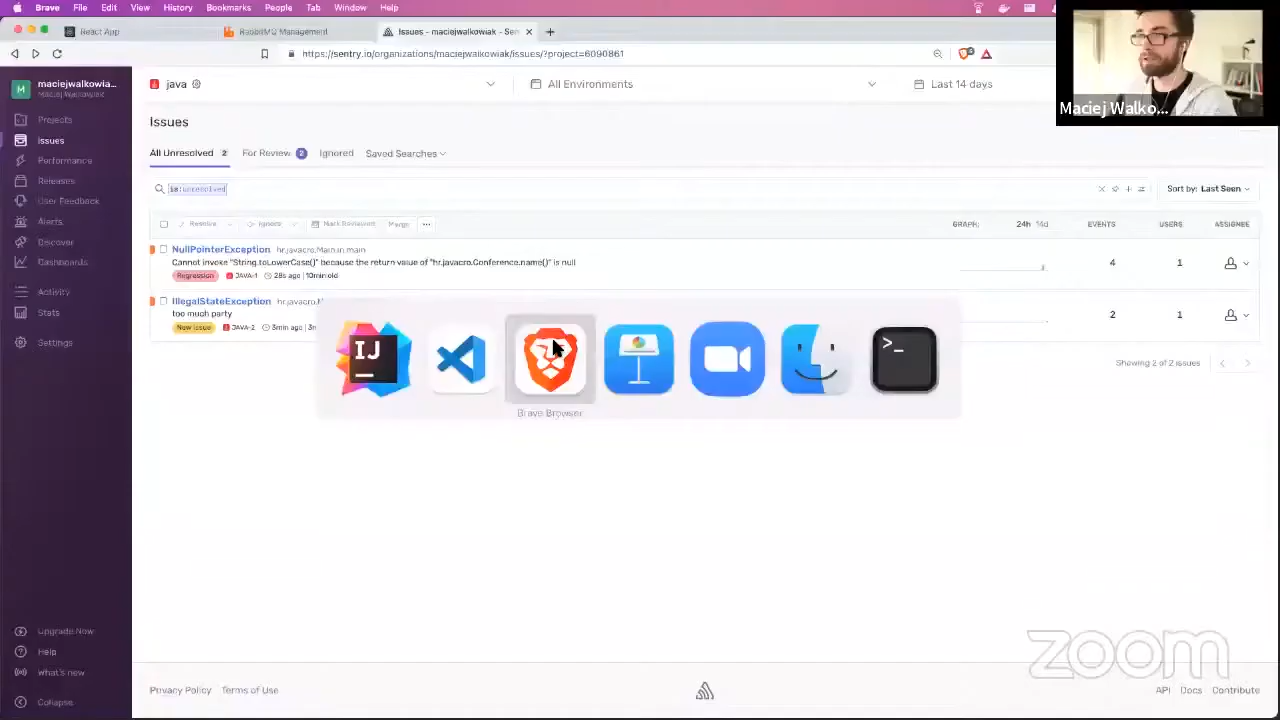 Brave File Edit View History Bookmarks People Tab Window Help
React App
RabbitMQ Management
Issues - maciejwalkowiak - Sen
https://sentry.io/organizations/maciejwalkowiak/issues/?project=6090861
M
maciejwalkowia...
Maciej Walkowiak
java
All Environments
Last 14 days
Maciej Walko...
Projects
Issues
Performance
Releases
User Feedback
Alerts
Discover
Dashboards
Activity
Stats
Settings
Issues
All Unresolved 2
For Review 2
Ignored
Saved Searches
is:unresolved
Sort by: Last Seen
Resolve
Ignore
Mark Reviewed
Merge
GRAPH:
24h 14d
EVENTS
USERS
ASSIGNEE
NullPointerException hr.javacro.Main in main
Cannot invoke "String.toLowerCase()" because the return value of "hr.javacro.Conference.name()" is null
Regression JAVA-1 28s ago | 10min old
4
1
IllegalStateException hr.javacro.M
too much party
New Issue JAVA-2 3min ago | 3m
2
1
Showing 2 of 2 issues
IJ
>_
Brave Browser
Upgrade Now
Help
What's new
Collapse
Privacy Policy Terms of Use
API Docs Contribute
zoom